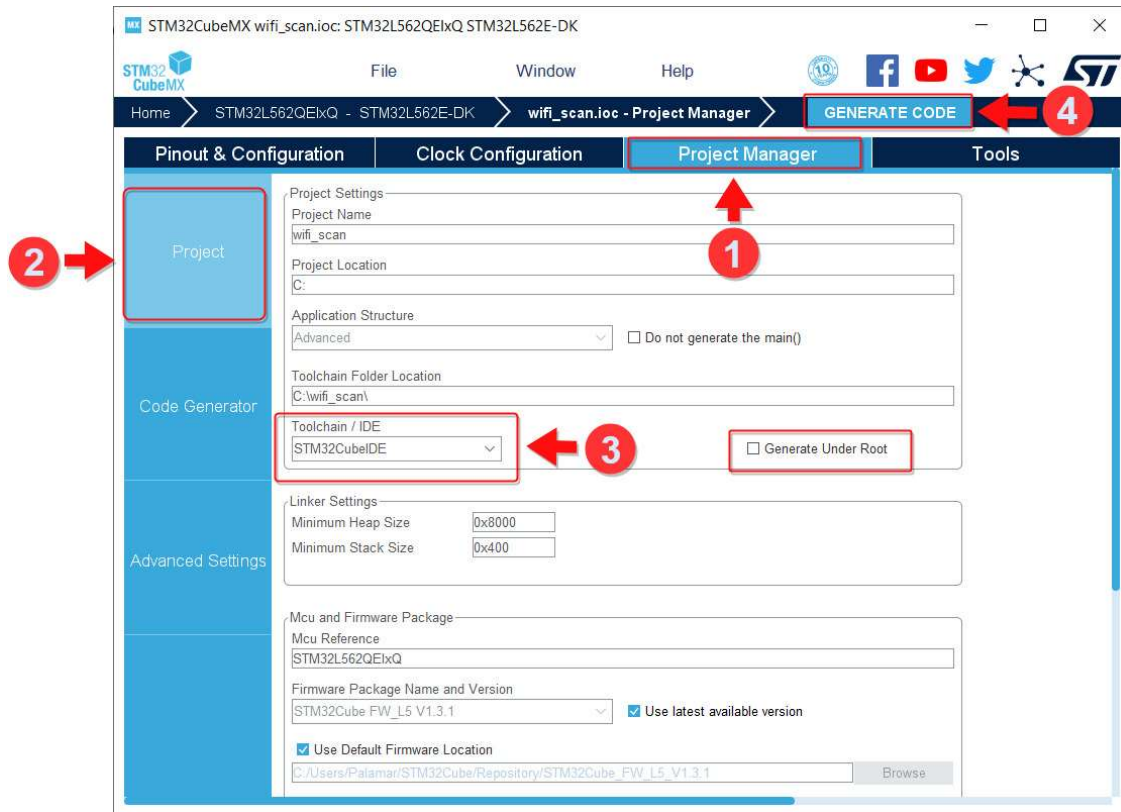 MX STM32CubeMX wifi_scan.ioc: STM32L562QEIxQ STM32L562E-DK
STM32 CubeMX File Window Help 10 ST
Home STM32L562QEIxQ - STM32L562E-DK wifi_scan.ioc - Project Manager GENERATE CODE 4
Pinout & Configuration Clock Configuration Project Manager Tools
Project Settings
Project Name
wifi_scan
2 Project 1
Project Location
C:
Application Structure
Advanced Do not generate the main()
Toolchain Folder Location
C:\wifi_scan\
Code Generator
Toolchain / IDE
STM32CubeIDE 3 Generate Under Root
Linker Settings
Minimum Heap Size 0x8000
Minimum Stack Size 0x400
Advanced Settings
Mcu and Firmware Package
Mcu Reference
STM32L562QEIxQ
Firmware Package Name and Version
STM32Cube FW_L5 V1.3.1 Use latest available version
Use Default Firmware Location
C:/Users/Palamar/STM32Cube/Repository/STM32Cube_FW_L5_V1.3.1 Browse